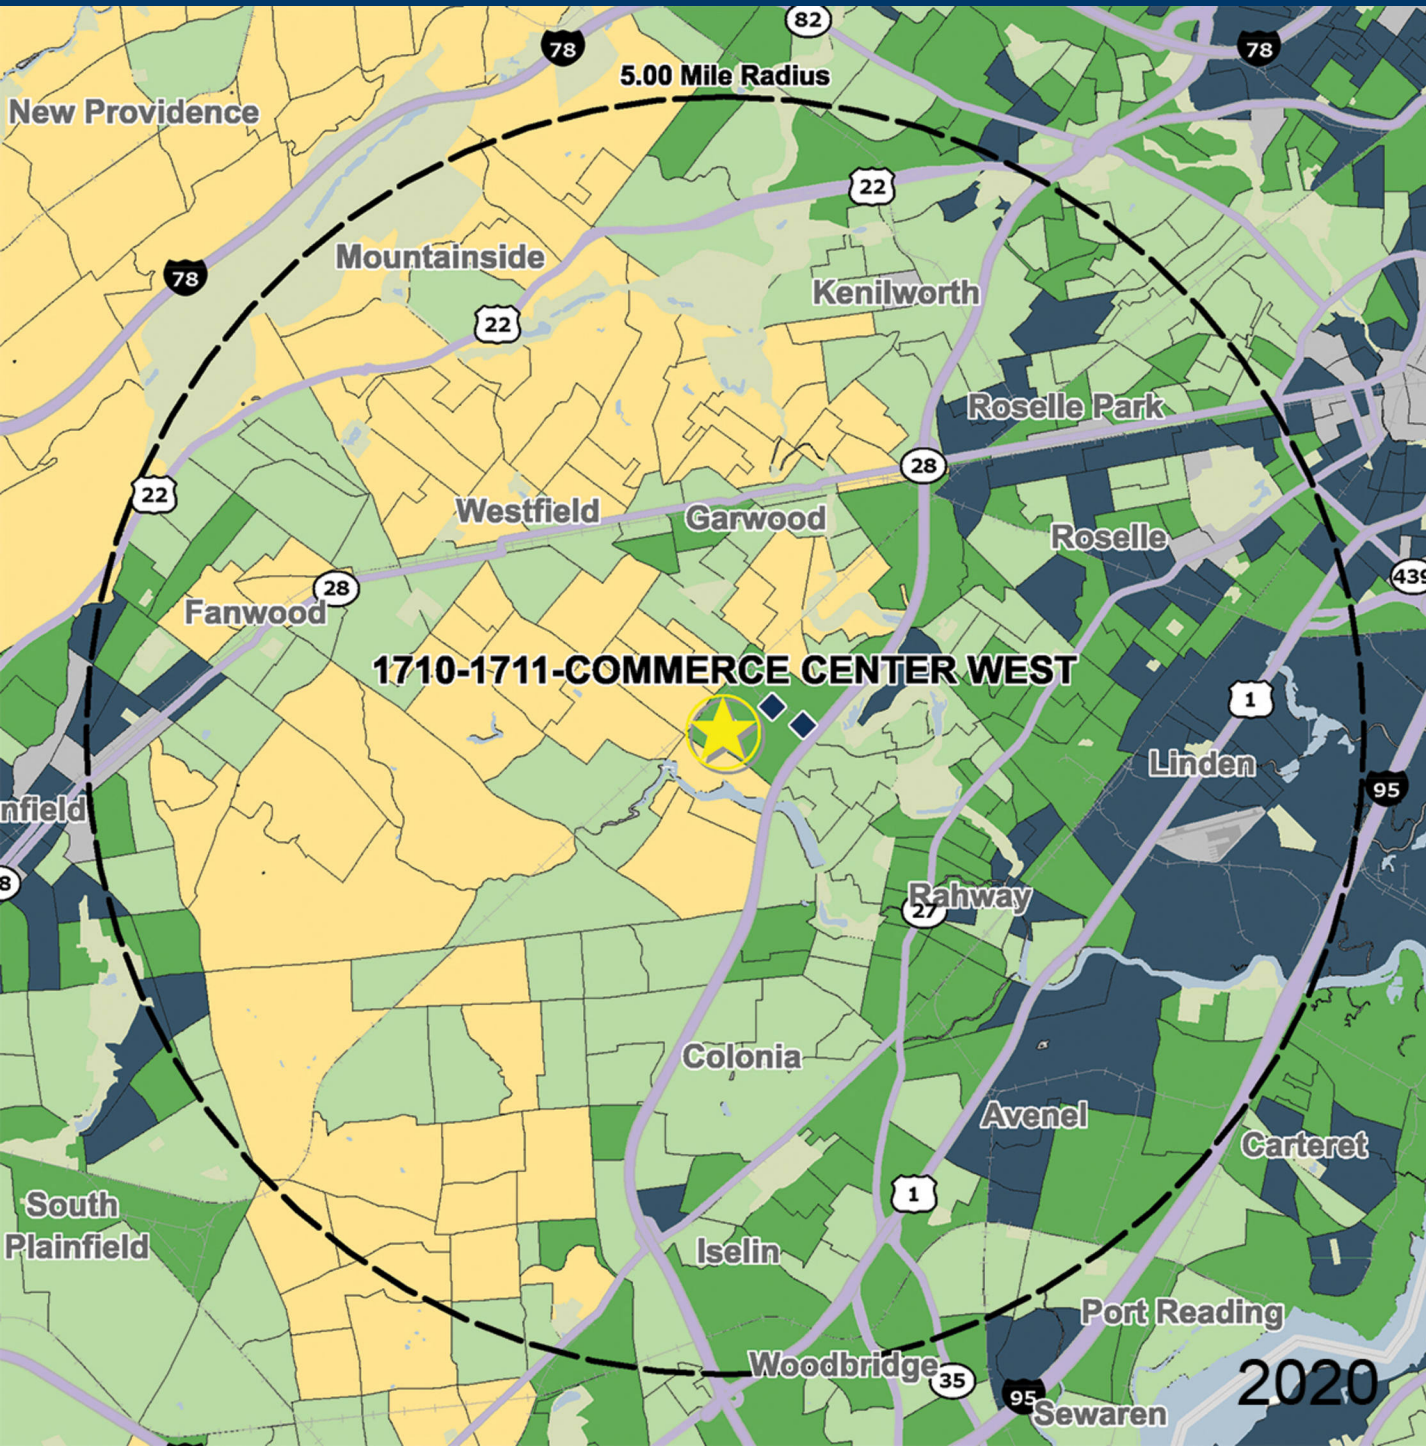 82
78
78
5.00 Mile Radius
New Providence
22
Mountainside
78
Kenilworth
22
Roselle Park
28
22
Westfield
Garwood
Roselle
439
28
Fanwood
1710-1711-COMMERCE CENTER WEST
1
Linden
95
nfield
8
Rahway
27
Colonia
Avenel
Carteret
1
South
Plainfield
Iselin
Port Reading
Woodbridge
35
2020
95
Sewaren